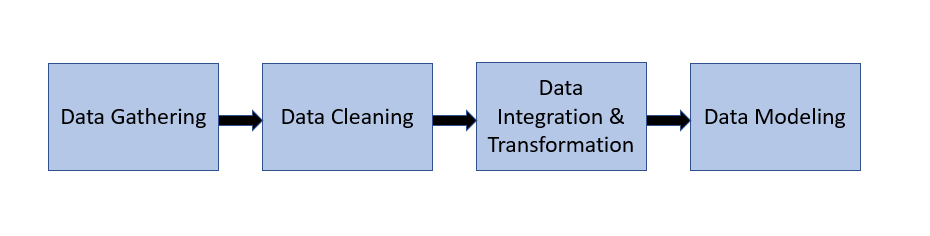 Data Gathering
Data Cleaning
Data
Integration &
Transformation
Data Modeling